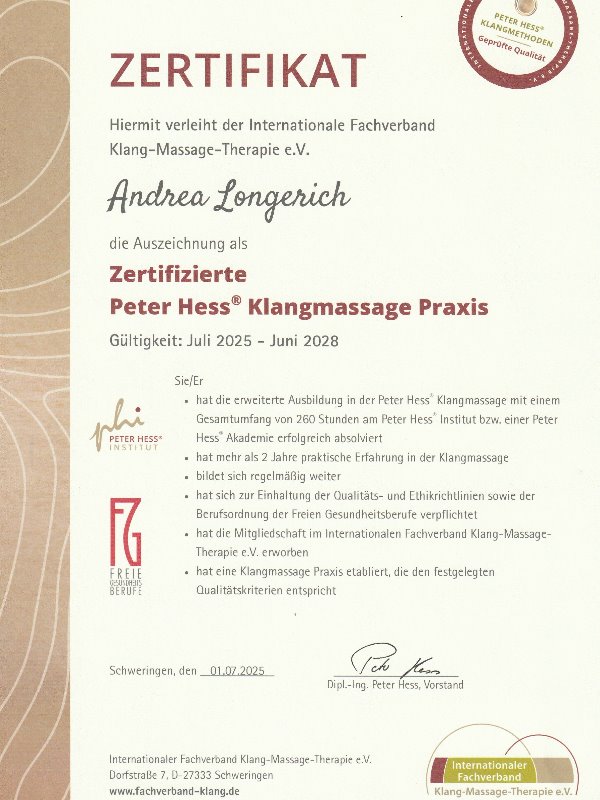 INTERNATIONALER
PETER HESS®
KLANGMETHODEN
Geprüfte Qualität
ZERTIFIKAT
Hiermit verleiht der Internationale Fachverband
Klang-Massage-Therapie e.V.
Andrea Longerich
die Auszeichnung als
Zertifizierte
Peter Hess® Klangmassage Praxis
Gültigkeit: Juli 2025 - Juni 2028
Sie/Er
• hat die erweiterte Ausbildung in der Peter Hess® Klangmassage mit einem
Gesamtumfang von 260 Stunden am Peter Hess® Institut bzw. einer Peter
Hess® Akademie erfolgreich absolviert
• hat mehr als 2 Jahre praktische Erfahrung in der Klangmassage
• bildet sich regelmäßig weiter
• hat sich zur Einhaltung der Qualitäts- und Ethikrichtlinien sowie der
Berufsordnung der Freien Gesundheitsberufe verpflichtet
• hat die Mitgliedschaft im Internationalen Fachverband Klang-Massage-
Therapie e.V. erworben
• hat eine Klangmassage Praxis etabliert, die den festgelegten
Qualitätskriterien entspricht
phi
PETER HESS®
INSTITUT
FG
FREIE
GESUNDHEITS
BERUFE
Schweringen, den 01.07.2025
Peter Hess
Dipl.-Ing. Peter Hess, Vorstand
Internationaler Fachverband Klang-Massage-Therapie e.V.
Dorfstraße 7, D-27333 Schweringen
www.fachverband-klang.de
Internationaler
Fachverband
Klang-Massage-Therapie e.V.